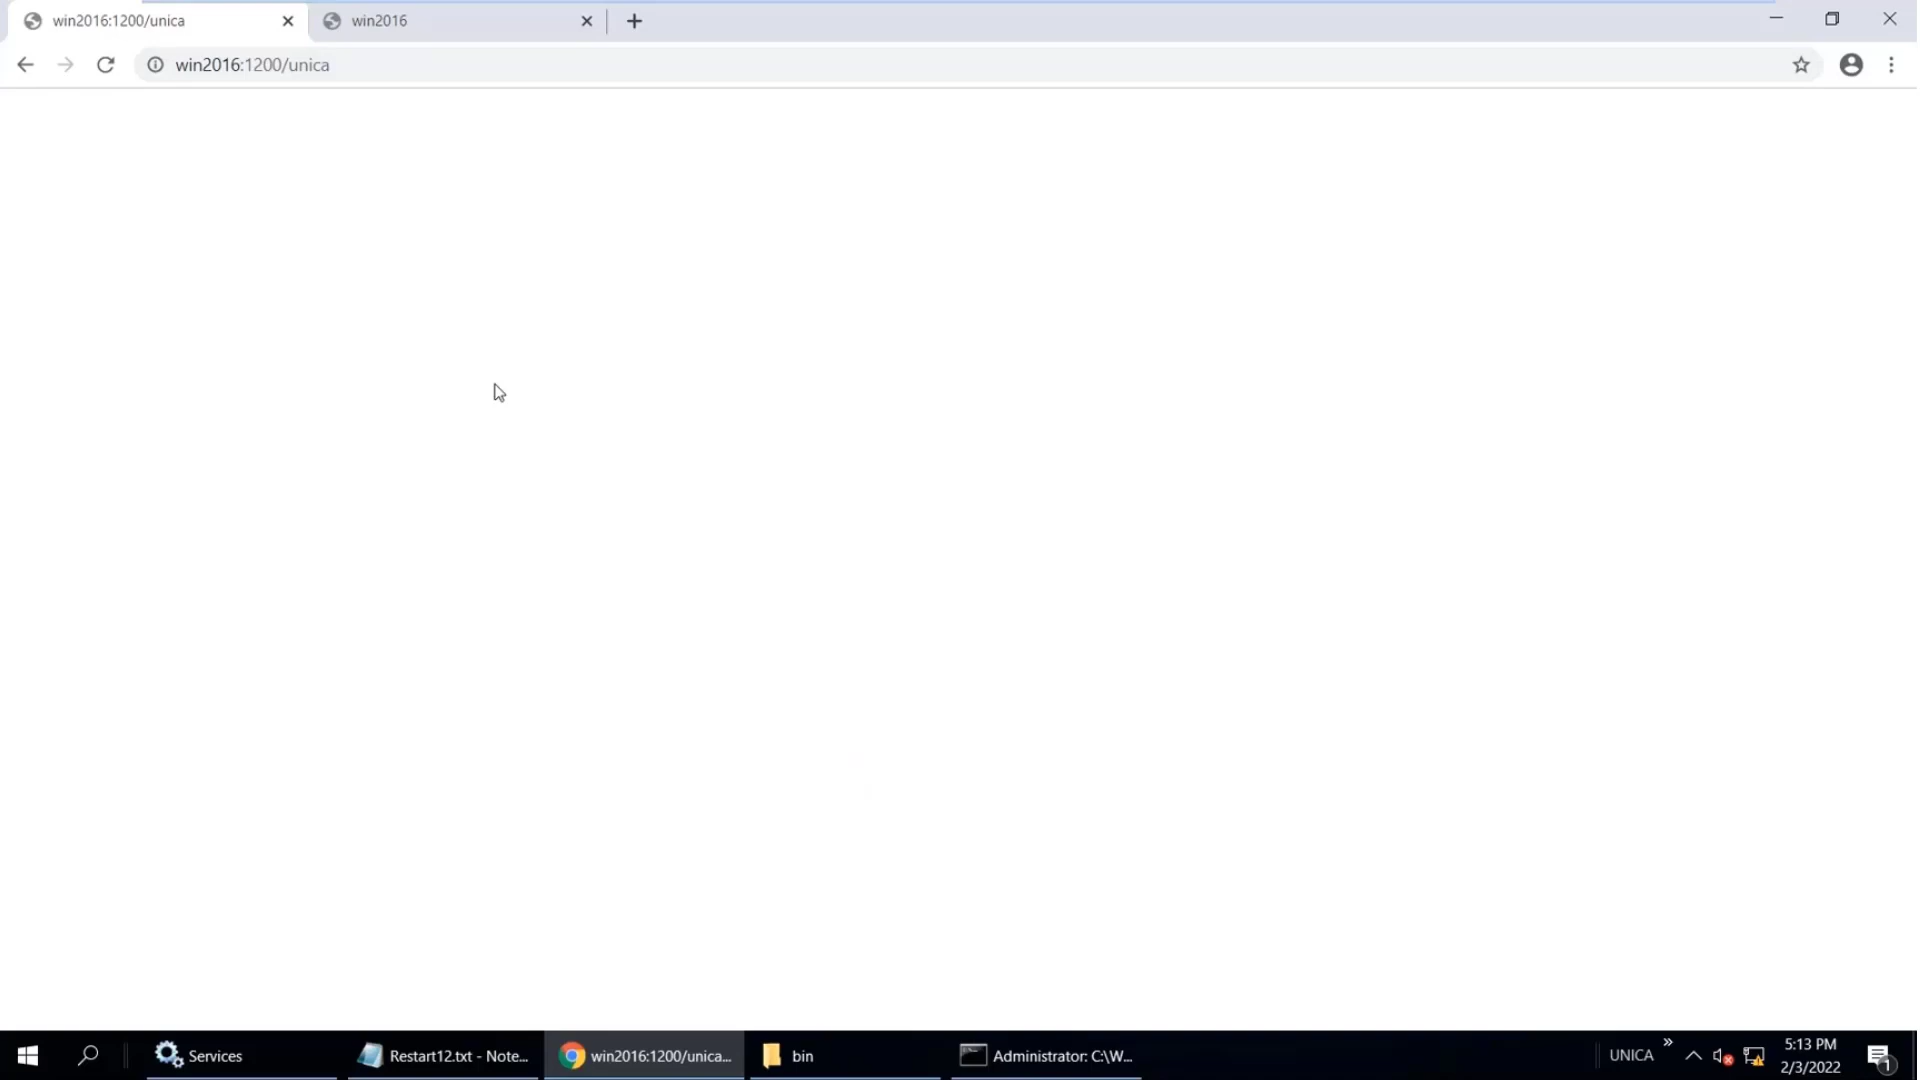 win2016:1200/unica
win2016
win2016:1200/unica
Services
Restart12.txt - Note...
win2016:1200/unica...
bin
Administrator: C:\W...
UNICA
5:13 PM
2/3/2022
1